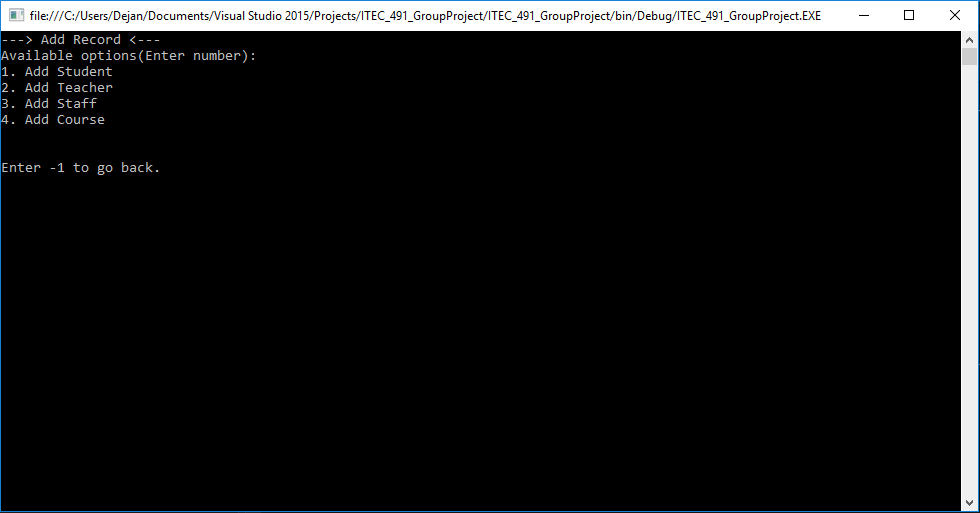 file:///C:/Users/Dejan/Documents/Visual Studio 2015/Projects/ITEC_491_GroupProject/ITEC_491_GroupProject/bin/Debug/ITEC_491_GroupProject.EXE
---> Add Record <---
Available options(Enter number):
1. Add Student
2. Add Teacher
3. Add Staff
4. Add Course
Enter -1 to go back.